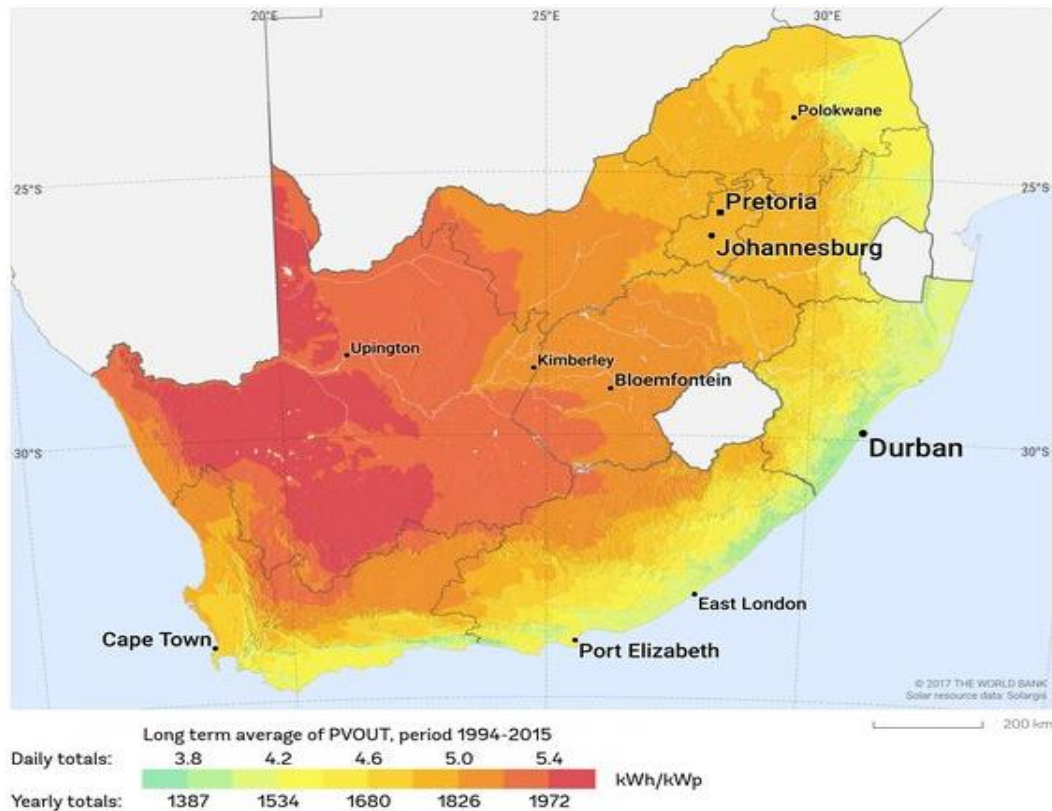 20°E 25°E 30°E
Polokwane
25°S 25°S
Pretoria
Johannesburg
Upington
Kimberley
Bloemfontein
Durban
30°S 30°S
East London
Cape Town
Port Elizabeth
© 2017 THE WORLD BANK
Solar resource data: Solargis
200 km
Long term average of PVOUT, period 1994-2015
Daily totals: 3.8 4.2 4.6 5.0 5.4
kWh/kWp
Yearly totals: 1387 1534 1680 1826 1972